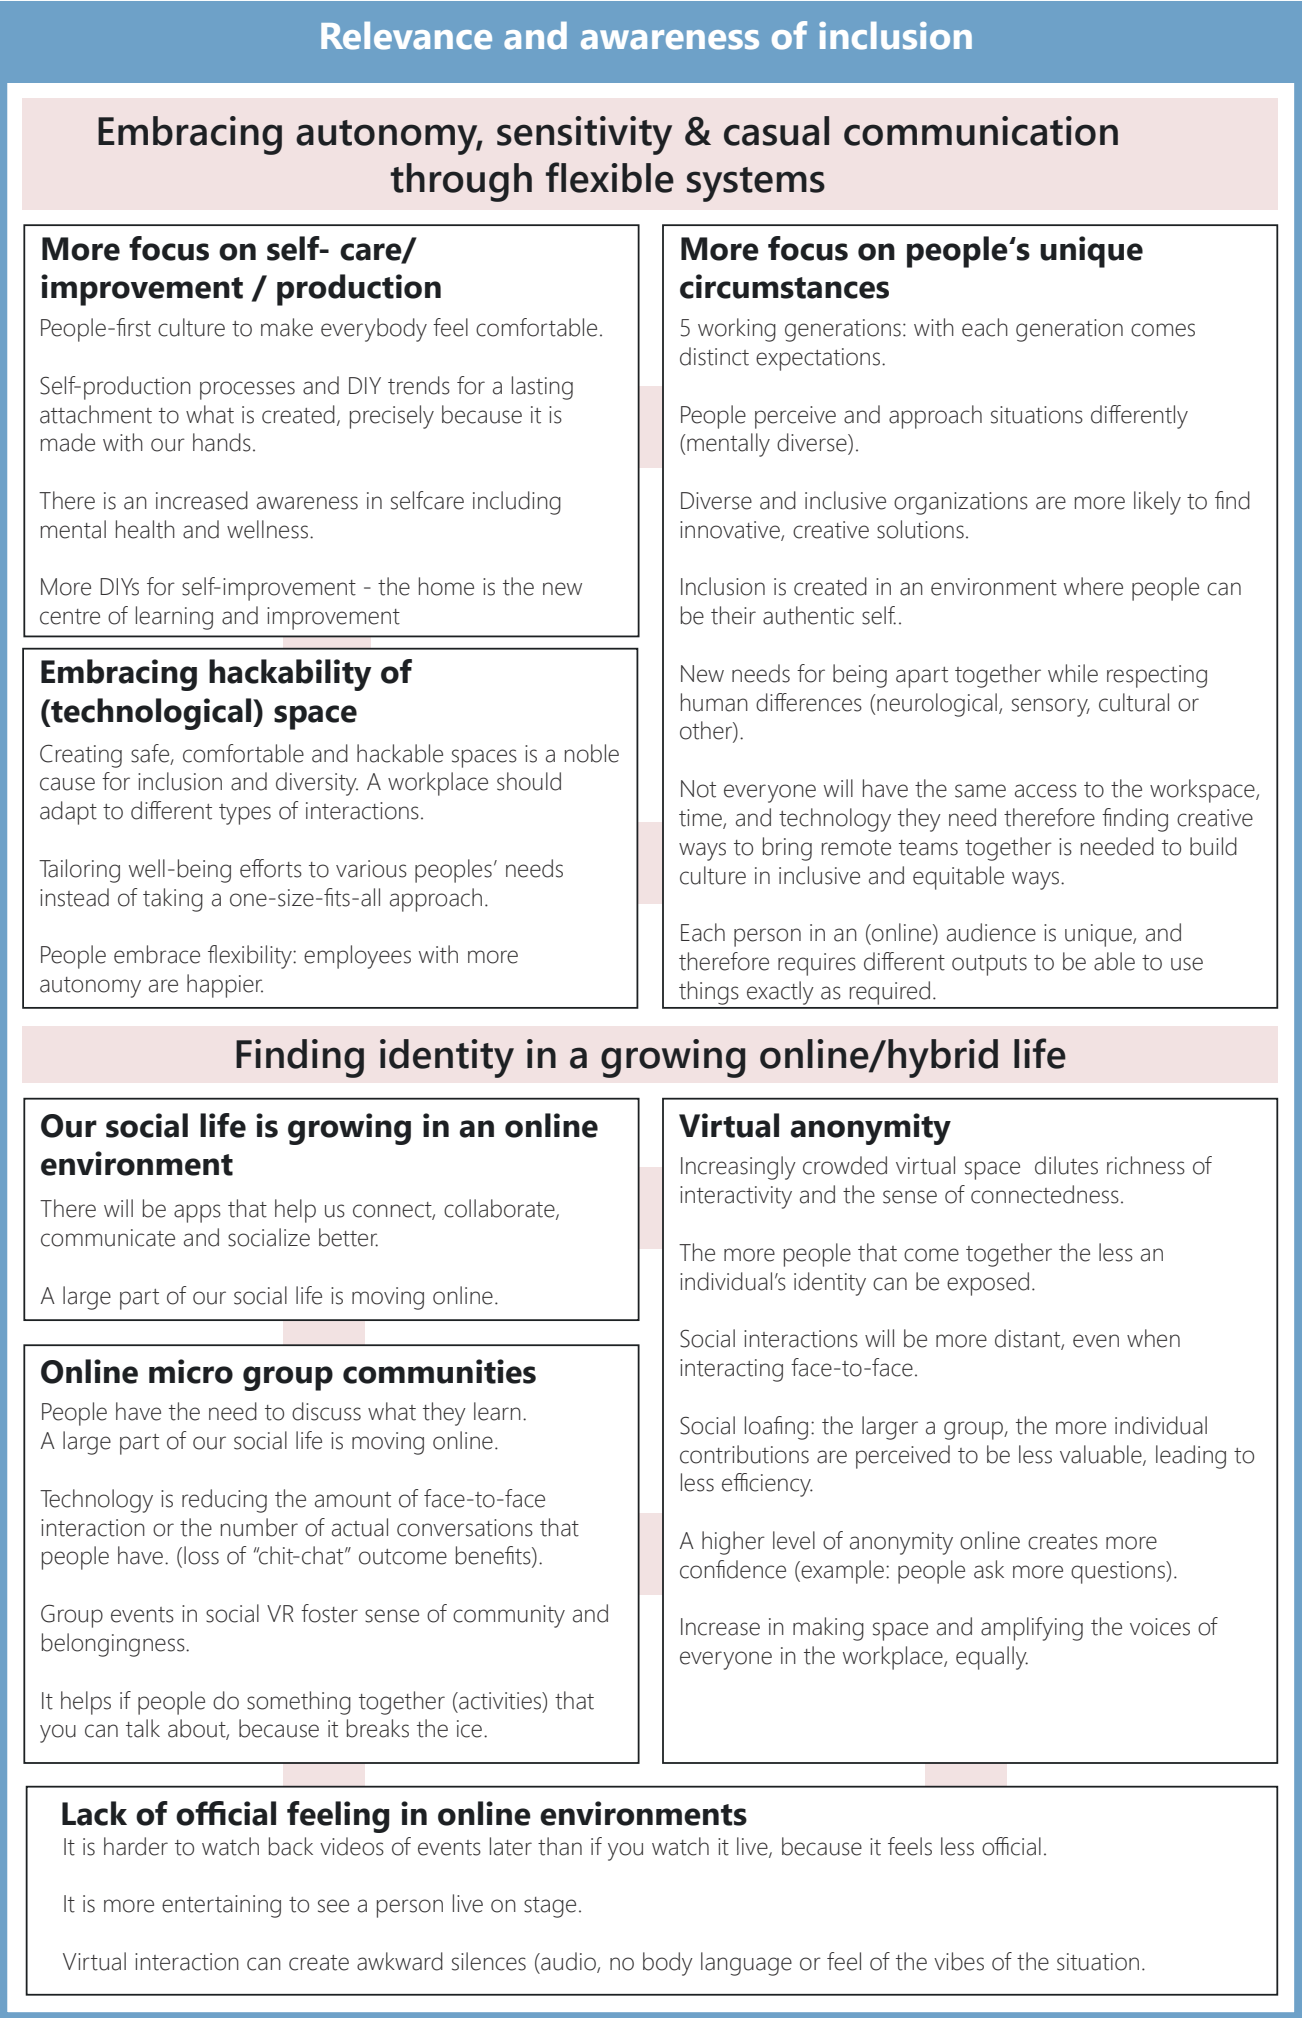 Relevance and awareness of inclusion
Embracing autonomy, sensitivity & casual communication
through flexible systems
More focus on self- care/
improvement / production
People-first culture to make everybody feel comfortable.
Self-production processes and DIY trends for a lasting
attachment to what is created, precisely because it is
made with our hands.
There is an increased awareness in selfcare including
mental health and wellness.
More DIYs for self-improvement - the home is the new
centre of learning and improvement
Embracing hackability of
(technological) space
Creating safe, comfortable and hackable spaces is a noble
cause for inclusion and diversity. A workplace should
adapt to different types of interactions.
Tailoring well-being efforts to various peoples’ needs
instead of taking a one-size-fits-all approach.
People embrace flexibility: employees with more
autonomy are happier.
More focus on people‘s unique
circumstances
5 working generations: with each generation comes
distinct expectations.
People perceive and approach situations differently
(mentally diverse).
Diverse and inclusive organizations are more likely to find
innovative, creative solutions.
Inclusion is created in an environment where people can
be their authentic self..
New needs for being apart together while respecting
human differences (neurological, sensory, cultural or
other).
Not everyone will have the same access to the workspace,
time, and technology they need therefore finding creative
ways to bring remote teams together is needed to build
culture in inclusive and equitable ways.
Each person in an (online) audience is unique, and
therefore requires different outputs to be able to use
things exactly as required.
Finding identity in a growing online/hybrid life
Our social life is growing in an online
environment
There will be apps that help us connect, collaborate,
communicate and socialize better.
A large part of our social life is moving online.
Online micro group communities
People have the need to discuss what they learn.
A large part of our social life is moving online.
Technology is reducing the amount of face-to-face
interaction or the number of actual conversations that
people have. (loss of “chit-chat” outcome benefits).
Group events in social VR foster sense of community and
belongingness.
It helps if people do something together (activities) that
you can talk about, because it breaks the ice.
Virtual anonymity
Increasingly crowded virtual space dilutes richness of
interactivity and the sense of connectedness.
The more people that come together the less an
individual’s identity can be exposed.
Social interactions will be more distant, even when
interacting face-to-face.
Social loafing: the larger a group, the more individual
contributions are perceived to be less valuable, leading to
less efficiency.
A higher level of anonymity online creates more
confidence (example: people ask more questions).
Increase in making space and amplifying the voices of
everyone in the workplace, equally.
Lack of official feeling in online environments
It is harder to watch back videos of events later than if you watch it live, because it feels less official.
It is more entertaining to see a person live on stage.
Virtual interaction can create awkward silences (audio, no body language or feel of the vibes of the situation.